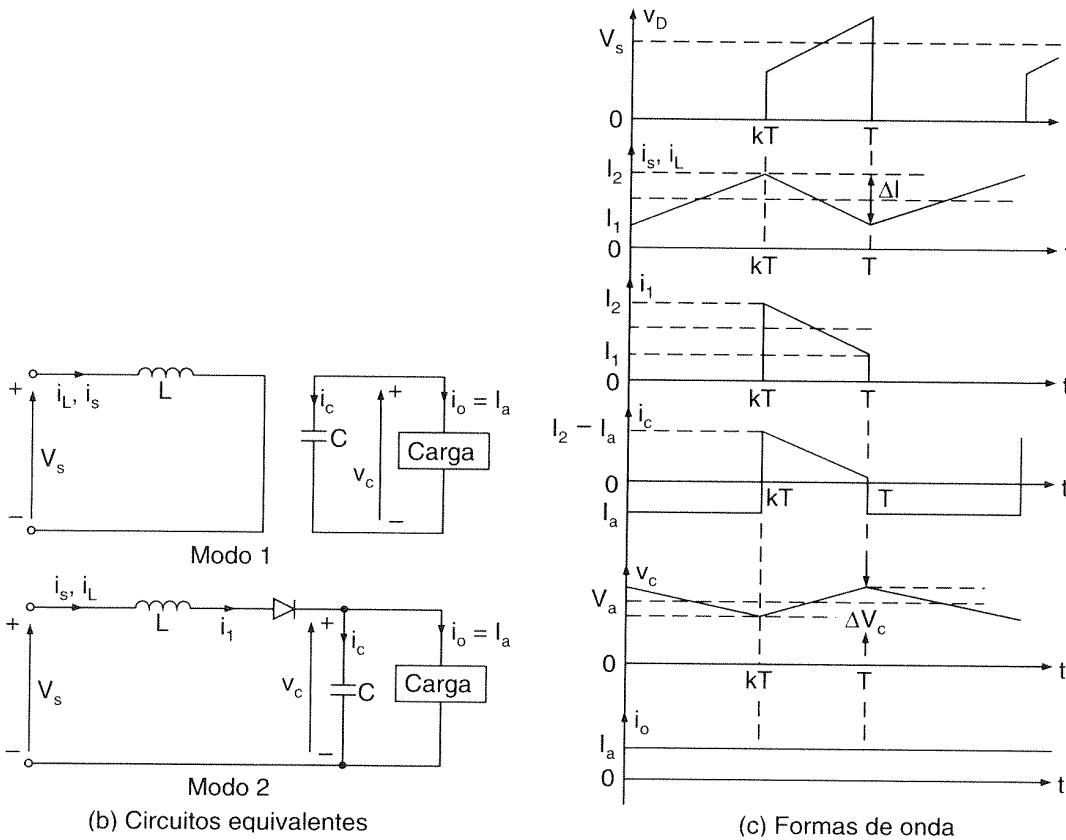 +
i_L, i_s
L
V_s
−
i_c
C
+
v_c
−
i_o = I_a
Carga
Modo 1
+
i_s, i_L
L
i_1
V_s
−
+
v_c
−
i_c
C
i_o = I_a
Carga
Modo 2
(b) Circuitos equivalentes
v_D
V_s
0
kT
T
i_s, i_L
I_2
ΔI
I_1
0
kT
T
t
i_1
I_2
I_1
0
kT
T
t
i_c
I_2 − I_a
0
kT
T
t
I_a
v_c
V_a
ΔV_c
0
kT
T
t
i_o
I_a
0
t
(c) Formas de onda